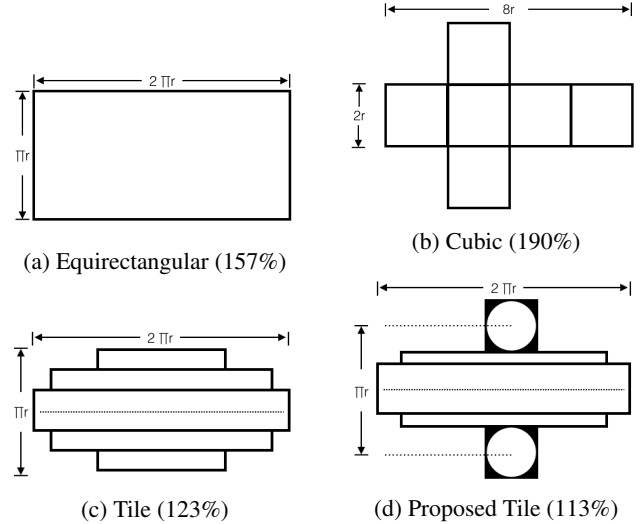 2 Πr
Πr
(a) Equirectangular (157%)
8r
2r
(b) Cubic (190%)
2 Πr
Πr
(c) Tile (123%)
2 Πr
Πr
(d) Proposed Tile (113%)